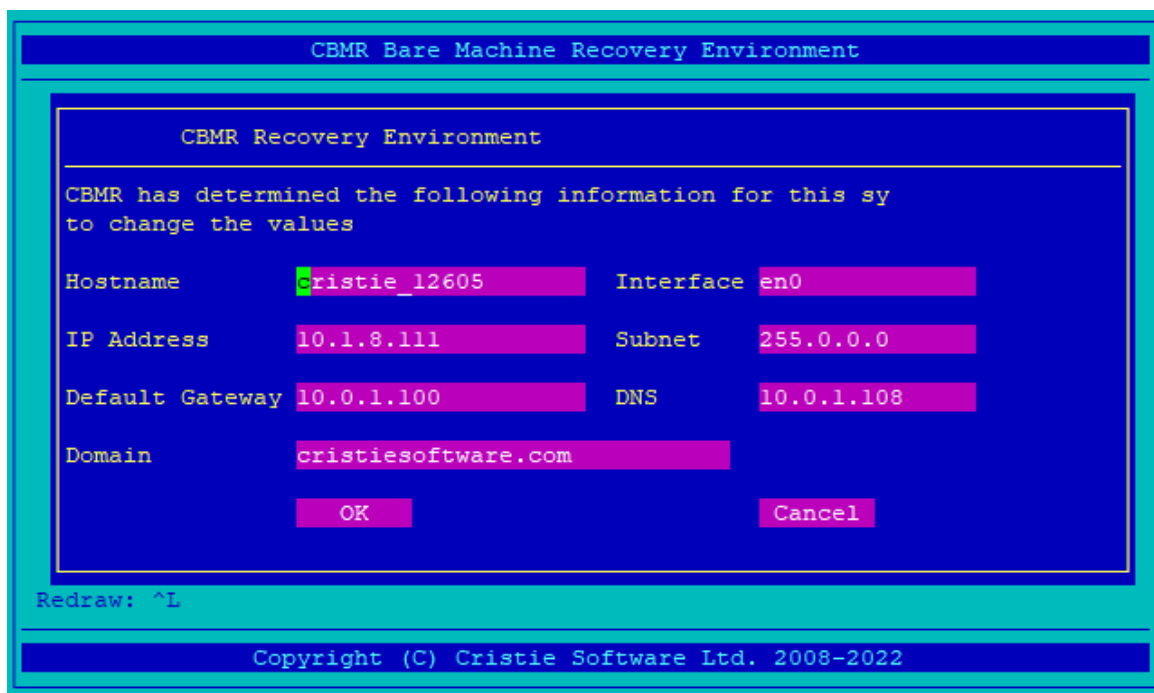 CBMR Bare Machine Recovery Environment
CBMR Recovery Environment
CBMR has determined the following information for this sy
to change the values
Hostname cristie_12605 Interface en0
IP Address 10.1.8.111 Subnet 255.0.0.0
Default Gateway 10.0.1.100 DNS 10.0.1.108
Domain cristiesoftware.com
OK Cancel
Redraw: ^L
Copyright (C) Cristie Software Ltd. 2008-2022